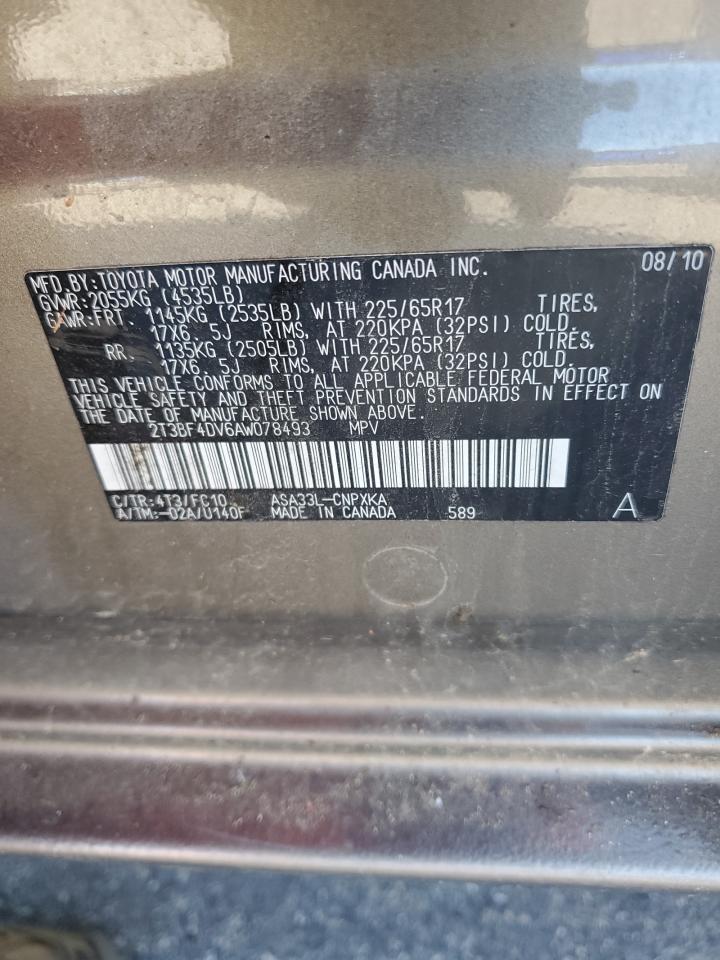 MFD.BY:TOYOTA MOTOR MANUFACTURING CANADA INC. 08/10
GVWR:2055KG (4535LB)
GAWR:FRT. 1145KG (2535LB) WITH 225/65R17 TIRES,
17X6. 5J RIMS, AT 220KPA (32PSI) COLD.
RR. 1135KG (2505LB) WITH 225/65R17 TIRES,
17X6. 5J RIMS, AT 220KPA (32PSI) COLD.
THIS VEHICLE CONFORMS TO ALL APPLICABLE FEDERAL MOTOR
VEHICLE SAFETY AND THEFT PREVENTION STANDARDS IN EFFECT ON
THE DATE OF MANUFACTURE SHOWN ABOVE.
2T3BF4DV6AW078493 MPV
C/TR:4T3/FC10 ASA33L-CNPXKA
A/TM:-02A/U140F MADE IN CANADA 589 A